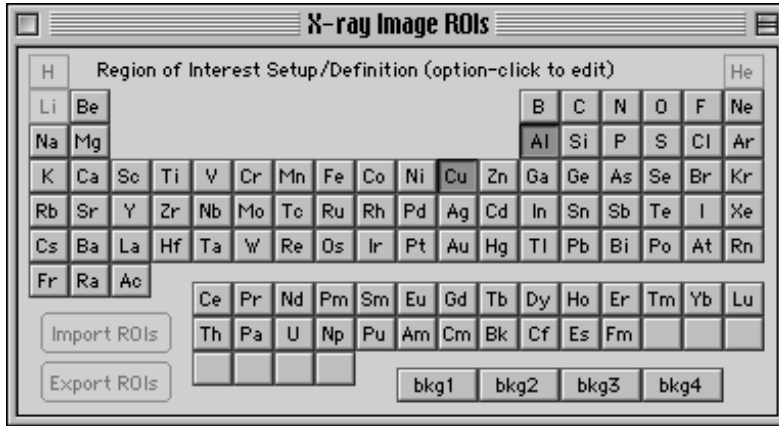 X-ray Image ROIs
H Region of Interest Setup/Definition (option-click to edit) He
Li Be B C N O F Ne
Na Mg Al Si P S Cl Ar
K Ca Sc Ti V Cr Mn Fe Co Ni Cu Zn Ga Ge As Se Br Kr
Rb Sr Y Zr Nb Mo Tc Ru Rh Pd Ag Cd In Sn Sb Te I Xe
Cs Ba La Hf Ta W Re Os Ir Pt Au Hg Tl Pb Bi Po At Rn
Fr Ra Ac
Ce Pr Nd Pm Sm Eu Gd Tb Dy Ho Er Tm Yb Lu
Import ROIs Th Pa U Np Pu Am Cm Bk Cf Es Fm
Export ROIs bkg1 bkg2 bkg3 bkg4